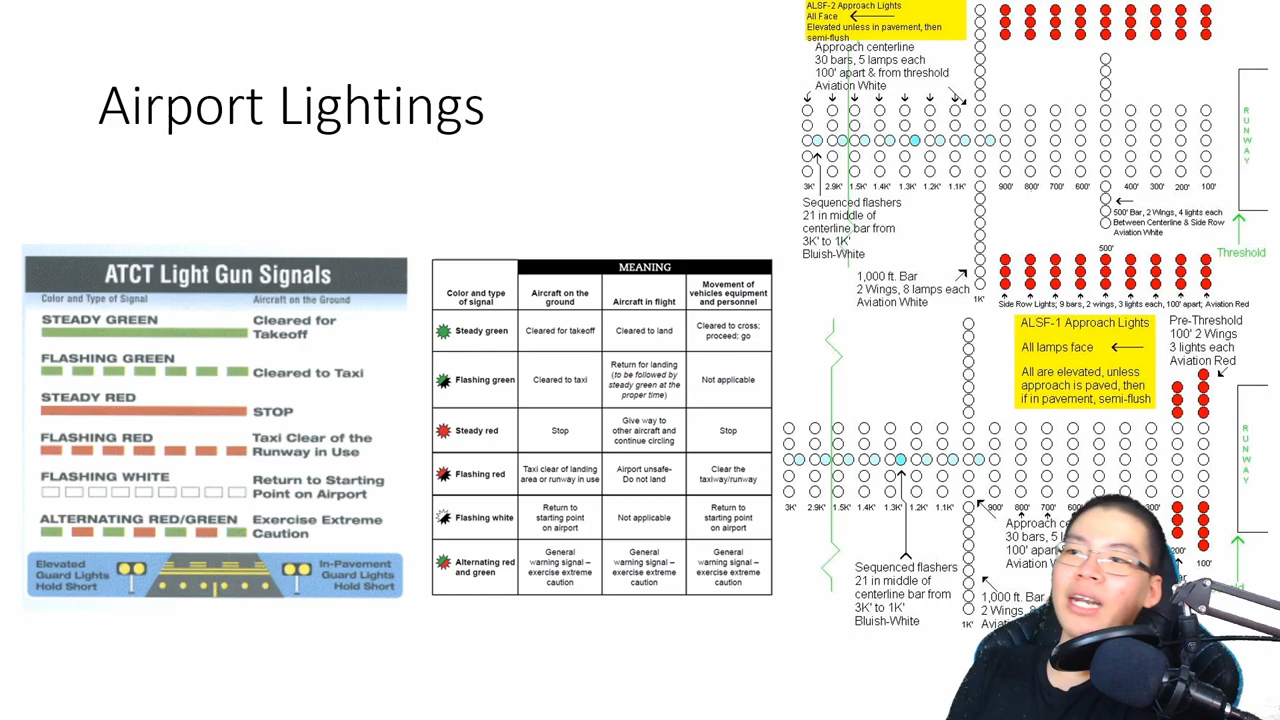 Airport Lightings
ATCT Light Gun Signals
Color and Type of Signal Aircraft on the Ground
STEADY GREEN Cleared for
Takeoff
FLASHING GREEN
Cleared to Taxi
STEADY RED
STOP
FLASHING RED Taxi Clear of the
Runway in Use
FLASHING WHITE Return to Starting
Point on Airport
ALTERNATING RED/GREEN Exercise Extreme
Caution
Elevated
Guard Lights
Hold Short
In-Pavement
Guard Lights
Hold Short
MEANING
Color and type
of signal
Aircraft on the
ground
Aircraft in flight
Movement of
vehicles equipment
and personnel
Steady green
Cleared for takeoff
Cleared to land
Cleared to cross;
proceed; go
Flashing green
Cleared to taxi
Return for landing
(to be followed by
steady green at the
proper time)
Not applicable
Steady red
Stop
Give way to
other aircraft and
continue circling
Stop
Flashing red
Taxi clear of landing
area or runway in use
Airport unsafe-
Do not land
Clear the
taxiway/runway
Flashing white
Return to
starting point
on airport
Not applicable
Return to
starting point
on airport
Alternating red
and green
General
warning signal –
exercise extreme
caution
General
warning signal –
exercise extreme
caution
General
warning signal –
exercise extreme
caution
ALSF-2 Approach Lights
All Face
Elevated unless in pavement, then
semi-flush
Approach centerline
30 bars, 5 lamps each
100' apart & from threshold
Aviation White
3K' 2.9K' 1.5K' 1.4K' 1.3K' 1.2K' 1.1K' 900' 800' 700' 600' 400' 300' 200' 100'
RUNWAY
Sequenced flashers
21 in middle of
centerline bar from
3K' to 1K'
Bluish-White
500' Bar, 2 Wings, 4 lights each
Between Centerline & Side Row
Aviation White
500'
Threshold
1,000 ft. Bar
2 Wings, 8 lamps each
Aviation White
1K'
Side Row Lights; 9 bars, 2 wings, 3 lights each, 100' apart; Aviation Red
ALSF-1 Approach Lights
All lamps face
All are elevated, unless
approach is paved, then
if in pavement, semi-flush
Pre-Threshold
100' 2 Wings
3 lights each
Aviation Red
RUNWAY
3K' 2.9K' 1.5K' 1.4K' 1.3K' 1.2K' 1.1K' 900' 800' 700'
Approach
30 bars, 5
100' apart
100'
Sequenced flashers
21 in middle of
centerline bar from
3K' to 1K'
Bluish-White
1,000 ft. Bar
2 Wings,
1K'